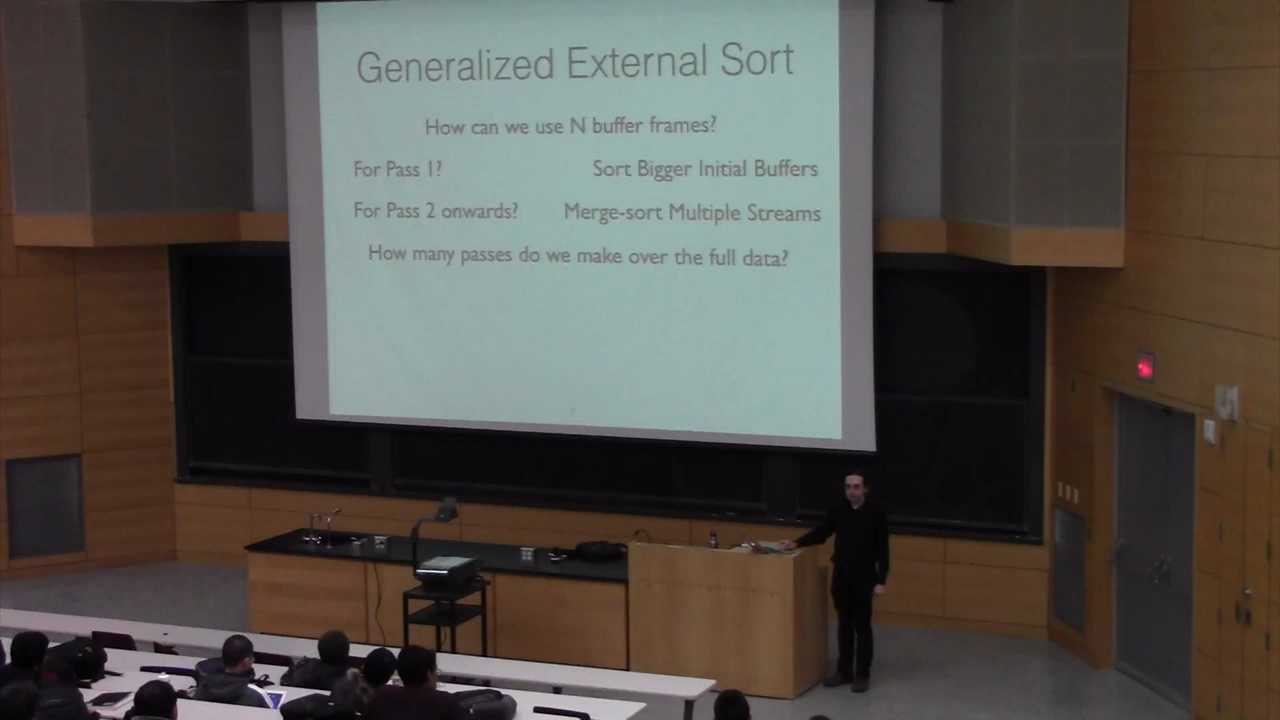 Generalized External Sort
How can we use N buffer frames?
For Pass 1? Sort Bigger Initial Buffers
For Pass 2 onwards? Merge-sort Multiple Streams
How many passes do we make over the full data?